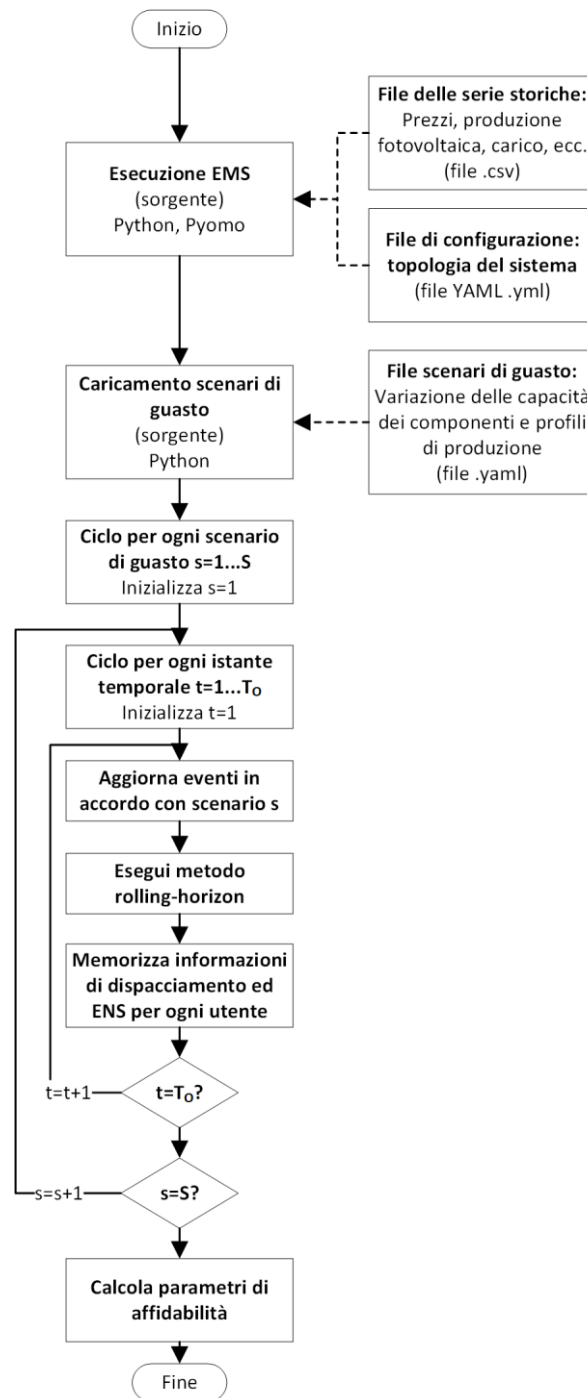 Inizio
File delle serie storiche:
Prezzi, produzione
fotovoltaica, carico, ecc.
(file .csv)
Esecuzione EMS
(sorgente)
Python, Pyomo
File di configurazione:
topologia del sistema
(file YAML .yml)
Caricamento scenari di
guasto
(sorgente)
Python
File scenari di guasto:
Variazione delle capacità
dei componenti e profili
di produzione
(file .yaml)
Ciclo per ogni scenario
di guasto s=1...S
Inizializza s=1
Ciclo per ogni istante
temporale t=1...TO
Inizializza t=1
Aggiorna eventi in
accordo con scenario s
Esegui metodo
rolling-horizon
Memorizza informazioni
di dispacciamento ed
ENS per ogni utente
t=t+1
t=TO?
s=s+1
s=S?
Calcola parametri di
affidabilità
Fine